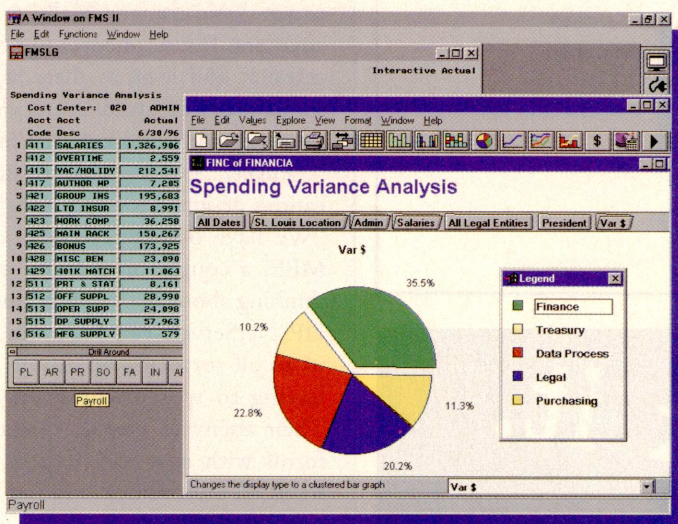 A Window on FMS II
File Edit Functions Window Help
FMSLG
Interactive Actual
Spending Variance Analysis
Cost Center: 020 ADMIN
Acct Acct Actual
Code Desc 6/30/96
1 411 SALARIES 1,326,906
2 412 OVERTIME 2,559
3 413 VAC/HOLIDY 212,541
4 417 AUTHOR MP 7,205
5 421 GROUP INS 195,683
6 422 LTD INSUR 8,991
7 423 WORK COMP 36,258
8 425 MAIN RACK 150,267
9 426 BONUS 173,925
10 428 MISC BEN 23,090
11 429 401K MATCH 11,064
12 511 PRT & STAT 8,161
13 512 OFF SUPPL 28,990
14 513 OPER SUPP 24,098
15 515 DP SUPPLY 57,963
16 516 MFG SUPPLY 579
Drill Around
PL AR PR SO FA IN
Payroll
File Edit Values Explore View Format Window Help
$
FINC of FINANCIA
Spending Variance Analysis
All Dates St. Louis Location Admin Salaries All Legal Entities President Var $
Var $
35.5%
10.2%
22.8%
11.3%
20.2%
Legend
Finance
Treasury
Data Process
Legal
Purchasing
Changes the display type to a clustered bar graph
Var $
Payroll